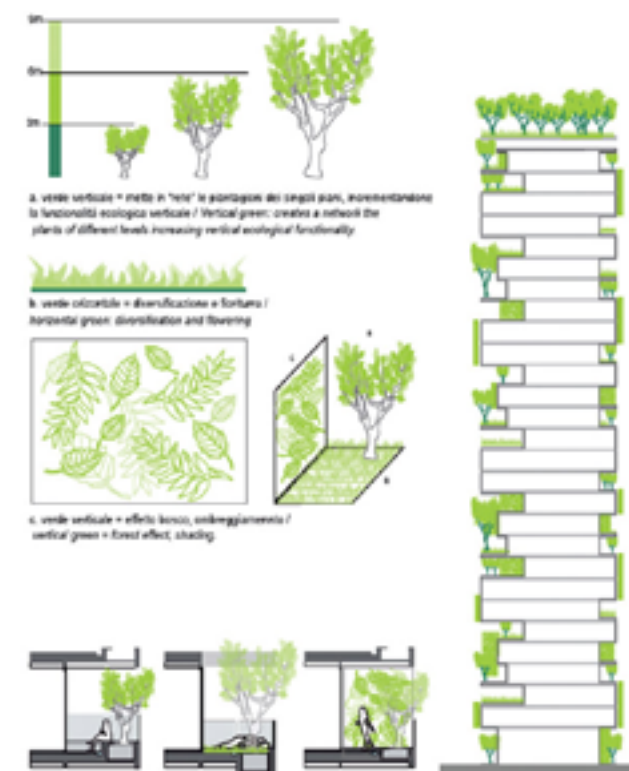 9m
6m
3m
a. verde verticale = mette in "rete" le piantagioni dei singoli piani, incrementandone
la funzionalità ecologica verticale / Vertical green: creates a network the
plants of different levels increasing vertical ecological functionality.
b. verde orizzontale = diversificazione e fioritura /
horizontal green: diversification and flowering
c
a
b
c. verde verticale = effetto bosco, ombreggiamento /
vertical green = forest effect, shading.